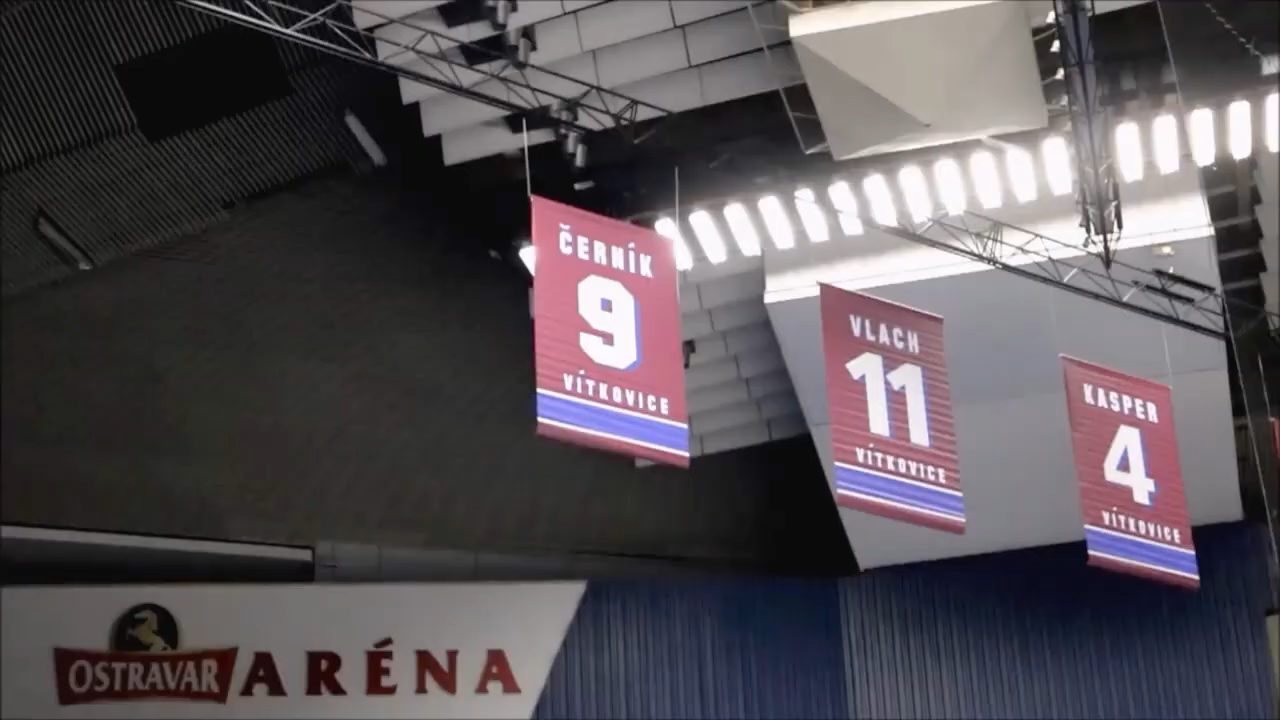 ČERNÍK
9
VÍTKOVICE
VLACH
11
VÍTKOVICE
KASPER
4
VÍTKOVICE
OSTRAVAR ARÉNA